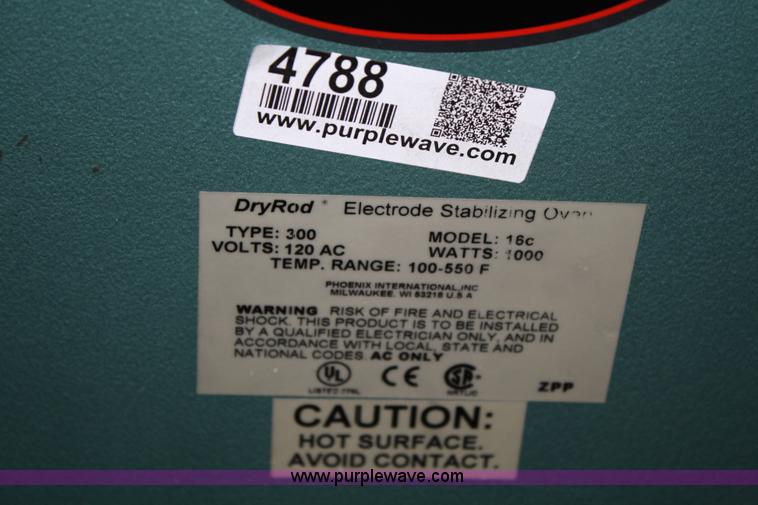 4788
www.purplewave.com
DryRod ® Electrode Stabilizing Oven
TYPE: 300 MODEL: 16c
VOLTS: 120 AC WATTS: 1000
TEMP. RANGE: 100-550 F
PHOENIX INTERNATIONAL,INC
MILWAUKEE, WI 53218 U.S.A
WARNING RISK OF FIRE AND ELECTRICAL
SHOCK. THIS PRODUCT IS TO BE INSTALLED
BY A QUALIFIED ELECTRICIAN ONLY, AND IN
ACCORDANCE WITH LOCAL, STATE AND
NATIONAL CODES. AC ONLY
UL CE
LISTED
ZPP
CAUTION:
HOT SURFACE.
AVOID CONTACT.
www.purplewave.com